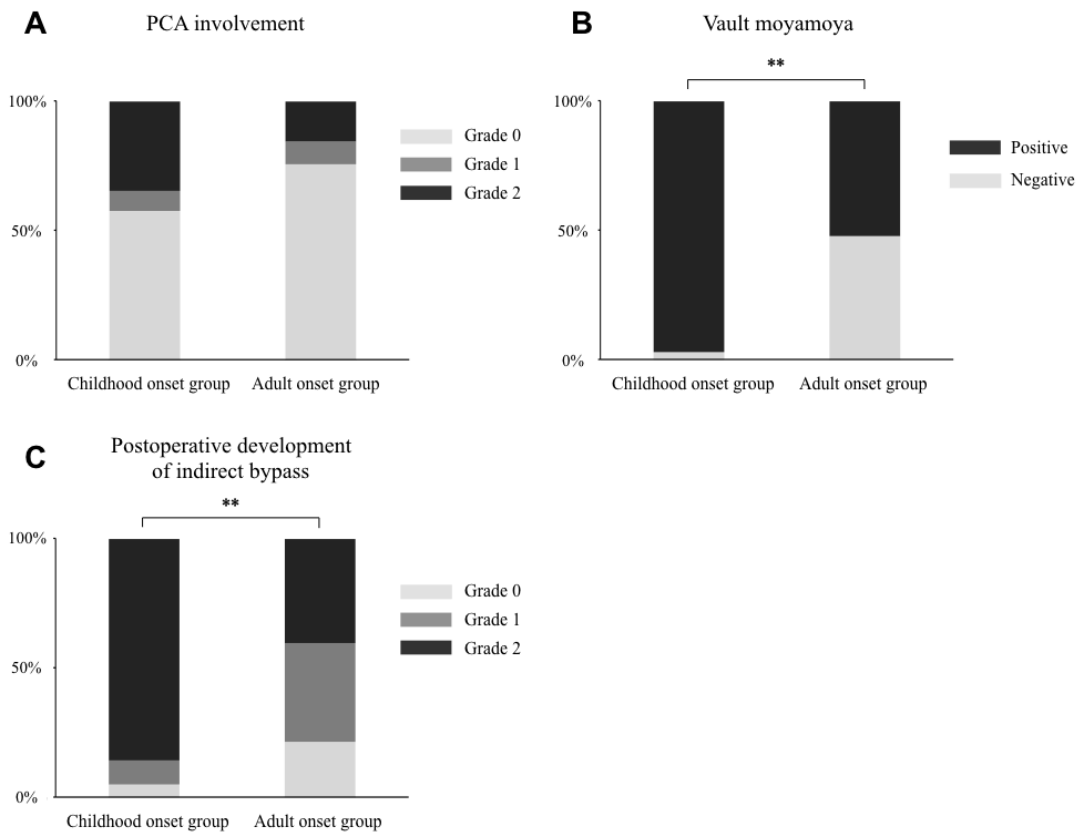 A
PCA involvement
100%
50%
0%
Childhood onset group
Adult onset group
Grade 0
Grade 1
Grade 2
B
Vault moyamoya
**
100%
50%
0%
Childhood onset group
Adult onset group
Positive
Negative
C
Postoperative development
of indirect bypass
**
100%
50%
0%
Childhood onset group
Adult onset group
Grade 0
Grade 1
Grade 2